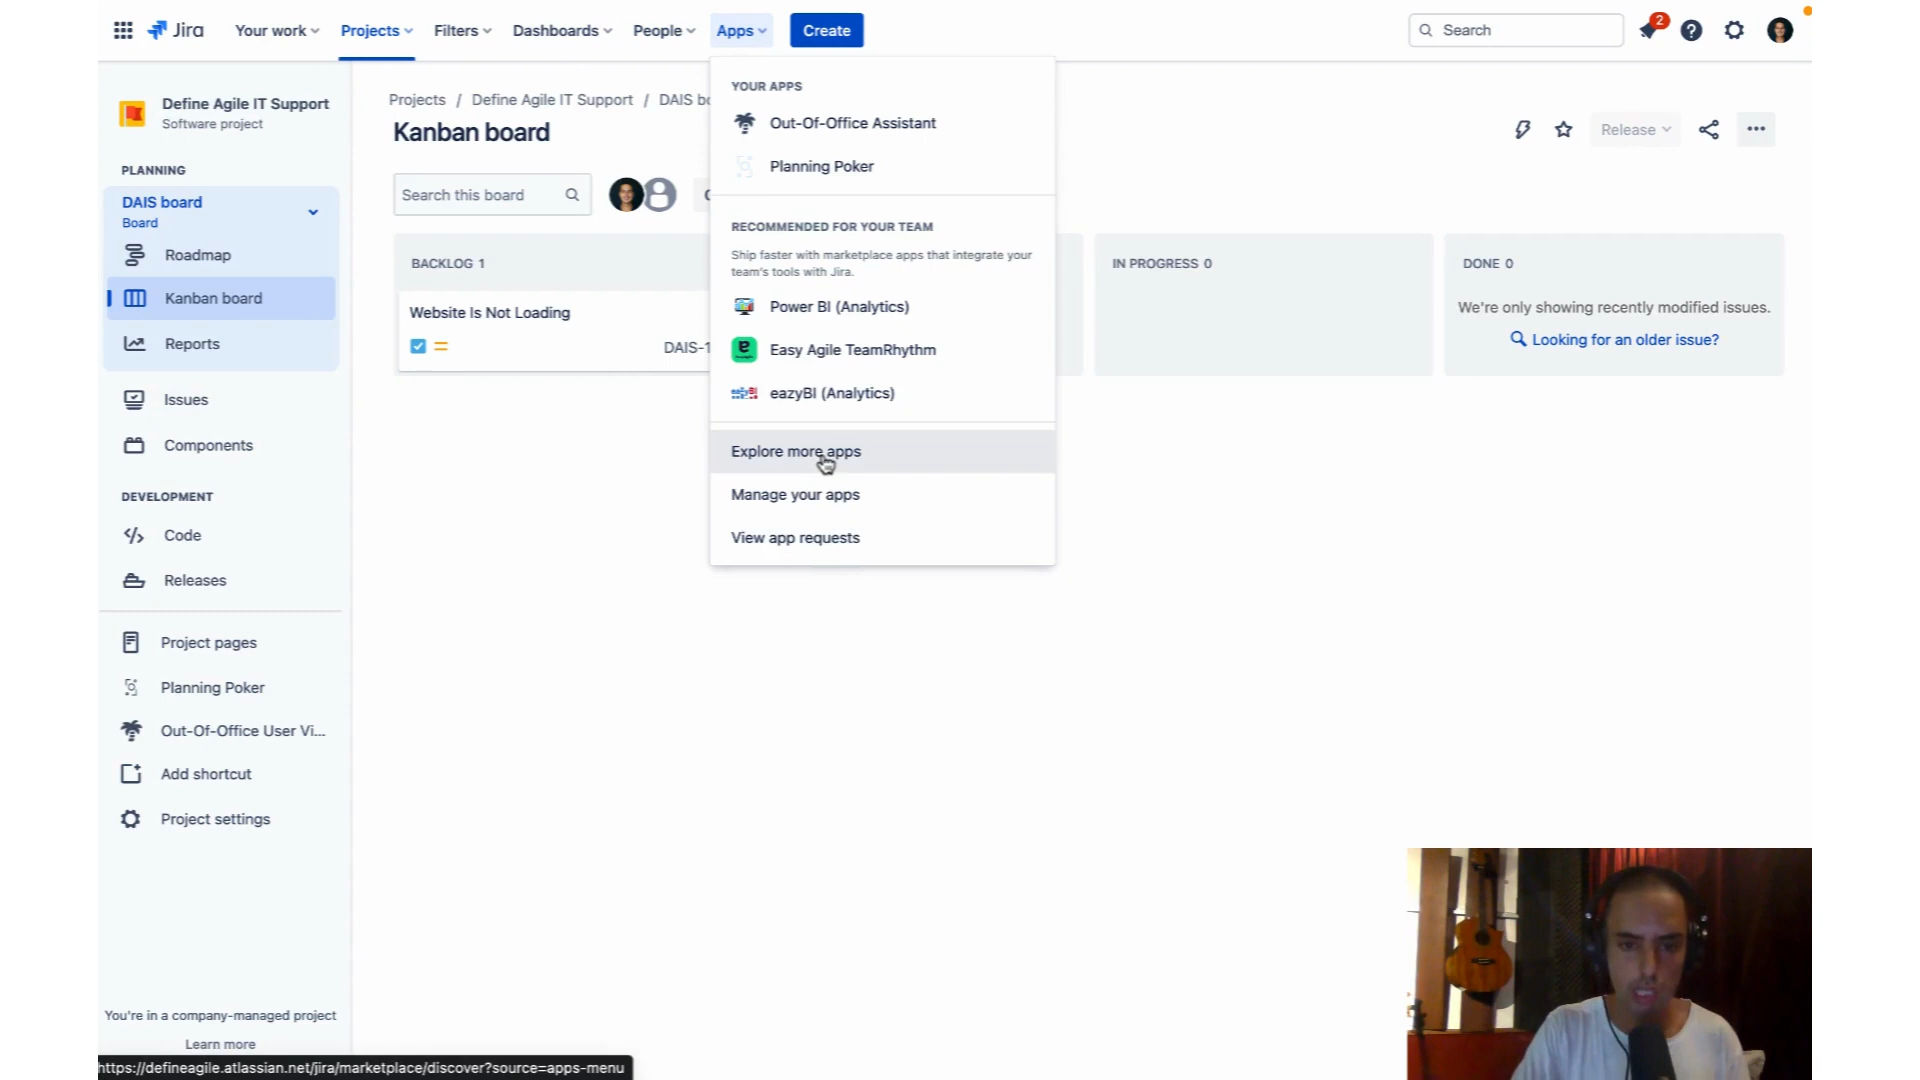 Jira
Your work
Projects
Filters
Dashboards
People
Apps
Create
Search
2
Define Agile IT Support
Software project
PLANNING
DAIS board
Board
Roadmap
Kanban board
Reports
Issues
Components
DEVELOPMENT
Code
Releases
Project pages
Planning Poker
Out-Of-Office User Vi...
Add shortcut
Project settings
You're in a company-managed project
Learn more
https://defineagile.atlassian.net/jira/marketplace/discover?source=apps-menu
Projects / Define Agile IT Support / DAIS bo
Kanban board
Release
Search this board
BACKLOG 1
Website Is Not Loading
DAIS-1
YOUR APPS
Out-Of-Office Assistant
Planning Poker
RECOMMENDED FOR YOUR TEAM
Ship faster with marketplace apps that integrate your
team's tools with Jira.
Power BI (Analytics)
Easy Agile TeamRhythm
eazyBI (Analytics)
Explore more apps
Manage your apps
View app requests
IN PROGRESS 0
DONE 0
We're only showing recently modified issues.
Looking for an older issue?